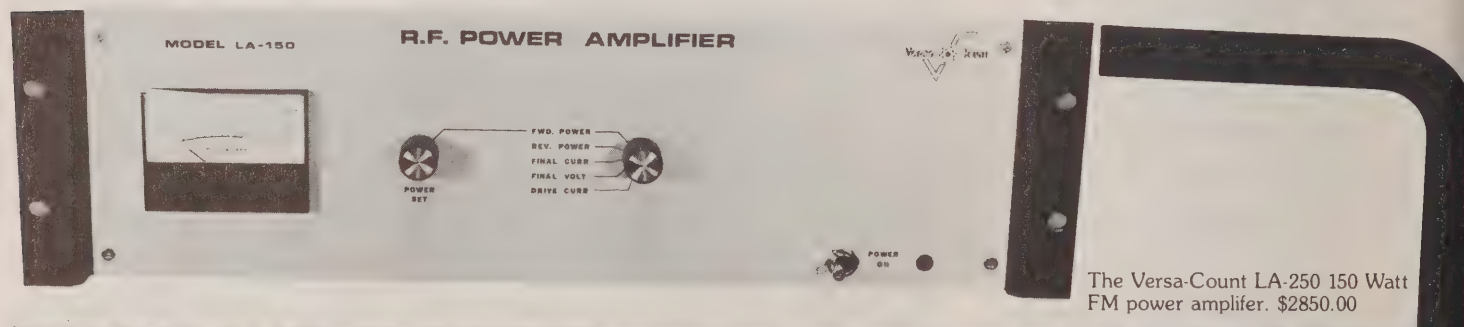 MODEL LA-150
R.F. POWER AMPLIFIER
FWD. POWER
REV. POWER
FINAL CURR
FINAL VOLT
DRIVE CURR
POWER
SET
POWER
ON
The Versa-Count LA-250 150 Watt
FM power amplifer. $2850.00